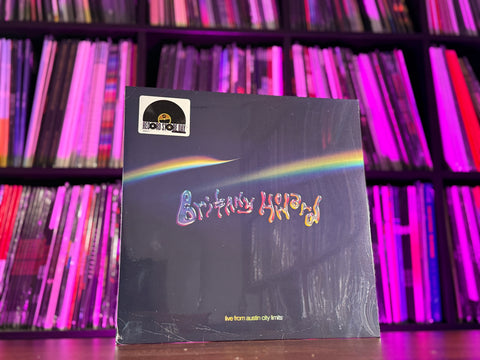 Brittany Howard
live from austin city limits